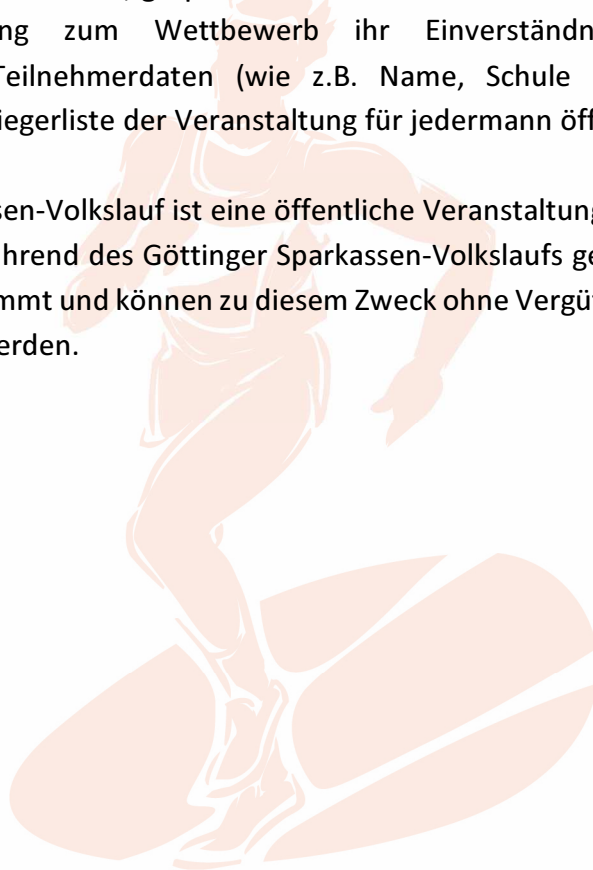 ng zum Wettbewerb ihr Einverständn
Teilnehmerdaten (wie z.B. Name, Schule
iegerliste der Veranstaltung für jedermann öff
sen-Volkslauf ist eine öffentliche Veranstaltung
hrend des Göttinger Sparkassen-Volkslaufs ge
mmt und können zu diesem Zweck ohne Vergü
erden.